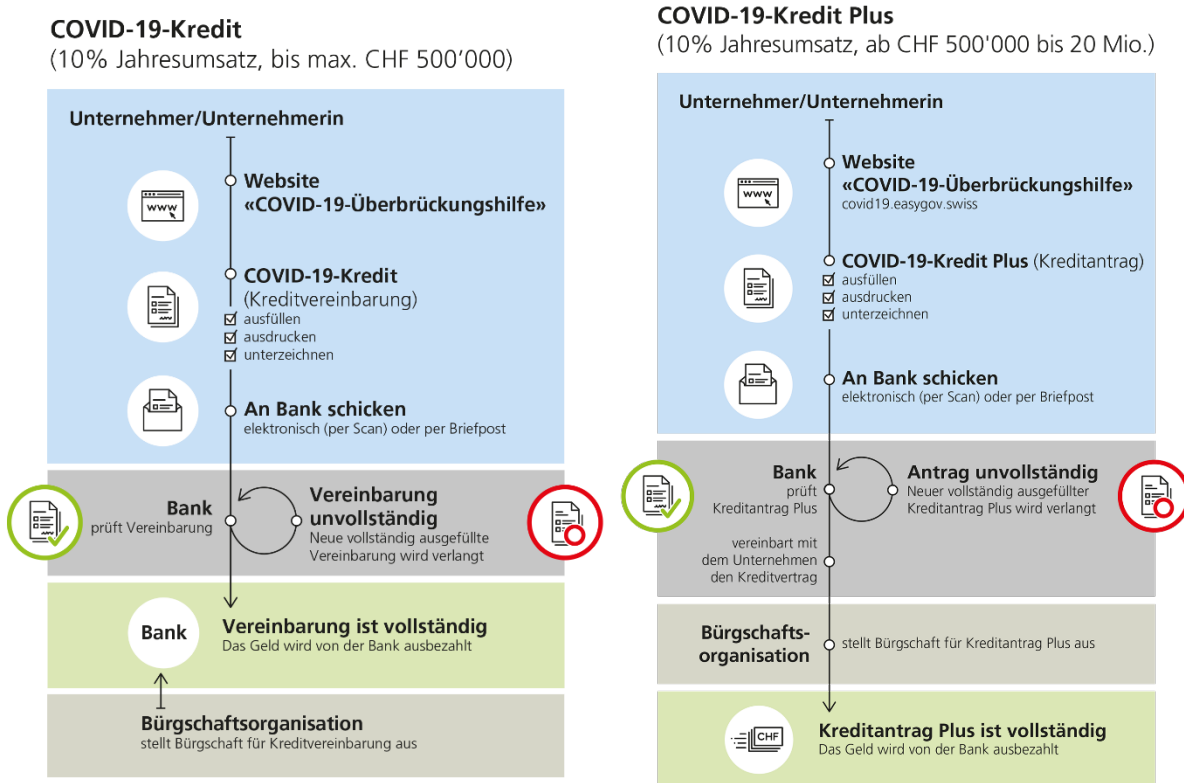 COVID-19-Kredit
(10% Jahresumsatz, bis max. CHF 500’000)
Unternehmer/Unternehmerin
www
Website
«COVID-19-Überbrückungshilfe»
COVID-19-Kredit
(Kreditvereinbarung)
ausfüllen
ausdrucken
unterzeichnen
An Bank schicken
elektronisch (per Scan) oder per Briefpost
Bank
prüft Vereinbarung
Vereinbarung
unvollständig
Neue vollständig ausgefüllte
Vereinbarung wird verlangt
Bank
Vereinbarung ist vollständig
Das Geld wird von der Bank ausbezahlt
Bürgschaftsorganisation
stellt Bürgschaft für Kreditvereinbarung aus
COVID-19-Kredit Plus
(10% Jahresumsatz, ab CHF 500'000 bis 20 Mio.)
Unternehmer/Unternehmerin
www
Website
«COVID-19-Überbrückungshilfe»
covid19.easygov.swiss
COVID-19-Kredit Plus (Kreditantrag)
ausfüllen
ausdrucken
unterzeichnen
An Bank schicken
elektronisch (per Scan) oder per Briefpost
Bank
prüft
Kreditantrag Plus
Antrag unvollständig
Neuer vollständig ausgefüllter
Kreditantrag Plus wird verlangt
vereinbart mit
dem Unternehmen
den Kreditvertrag
Bürgschafts-
organisation
stellt Bürgschaft für Kreditantrag Plus aus
CHF
Kreditantrag Plus ist vollständig
Das Geld wird von der Bank ausbezahlt